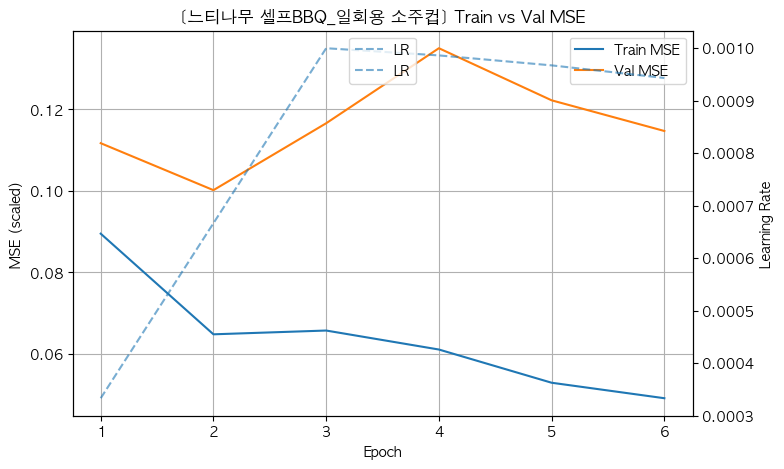 [느티나무 셀프BBQ_일회용 소주컵] Train vs Val MSE
LR
LR
Train MSE
Val MSE
MSE (scaled)
0.12
0.10
0.08
0.06
0.0010
0.0009
0.0008
0.0007
0.0006
0.0005
0.0004
0.0003
Learning Rate
1 2 3 4 5 6
Epoch